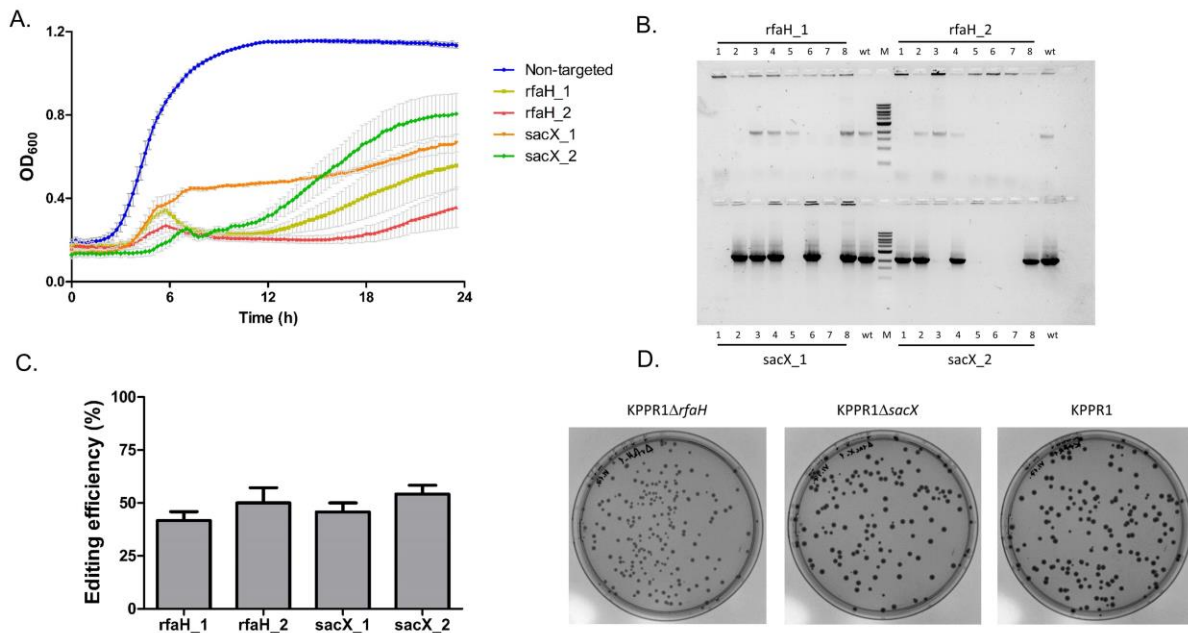 A.
1.2
0.8
0.4
0.0
OD600
0 6 12 18 24
Time (h)
Non-targeted
rfaH_1
rfaH_2
sacX_1
sacX_2
B.
rfaH_1 rfaH_2
1 2 3 4 5 6 7 8 wt M 1 2 3 4 5 6 7 8 wt
M
1 2 3 4 5 6 7 8 wt M 1 2 3 4 5 6 7 8 wt
sacX_1 sacX_2
C.
100
75
50
25
0
Editing efficiency (%)
rfaH_1 rfaH_2 sacX_1 sacX_2
D.
KPPR1ΔrfaH KPPR1ΔsacX KPPR1